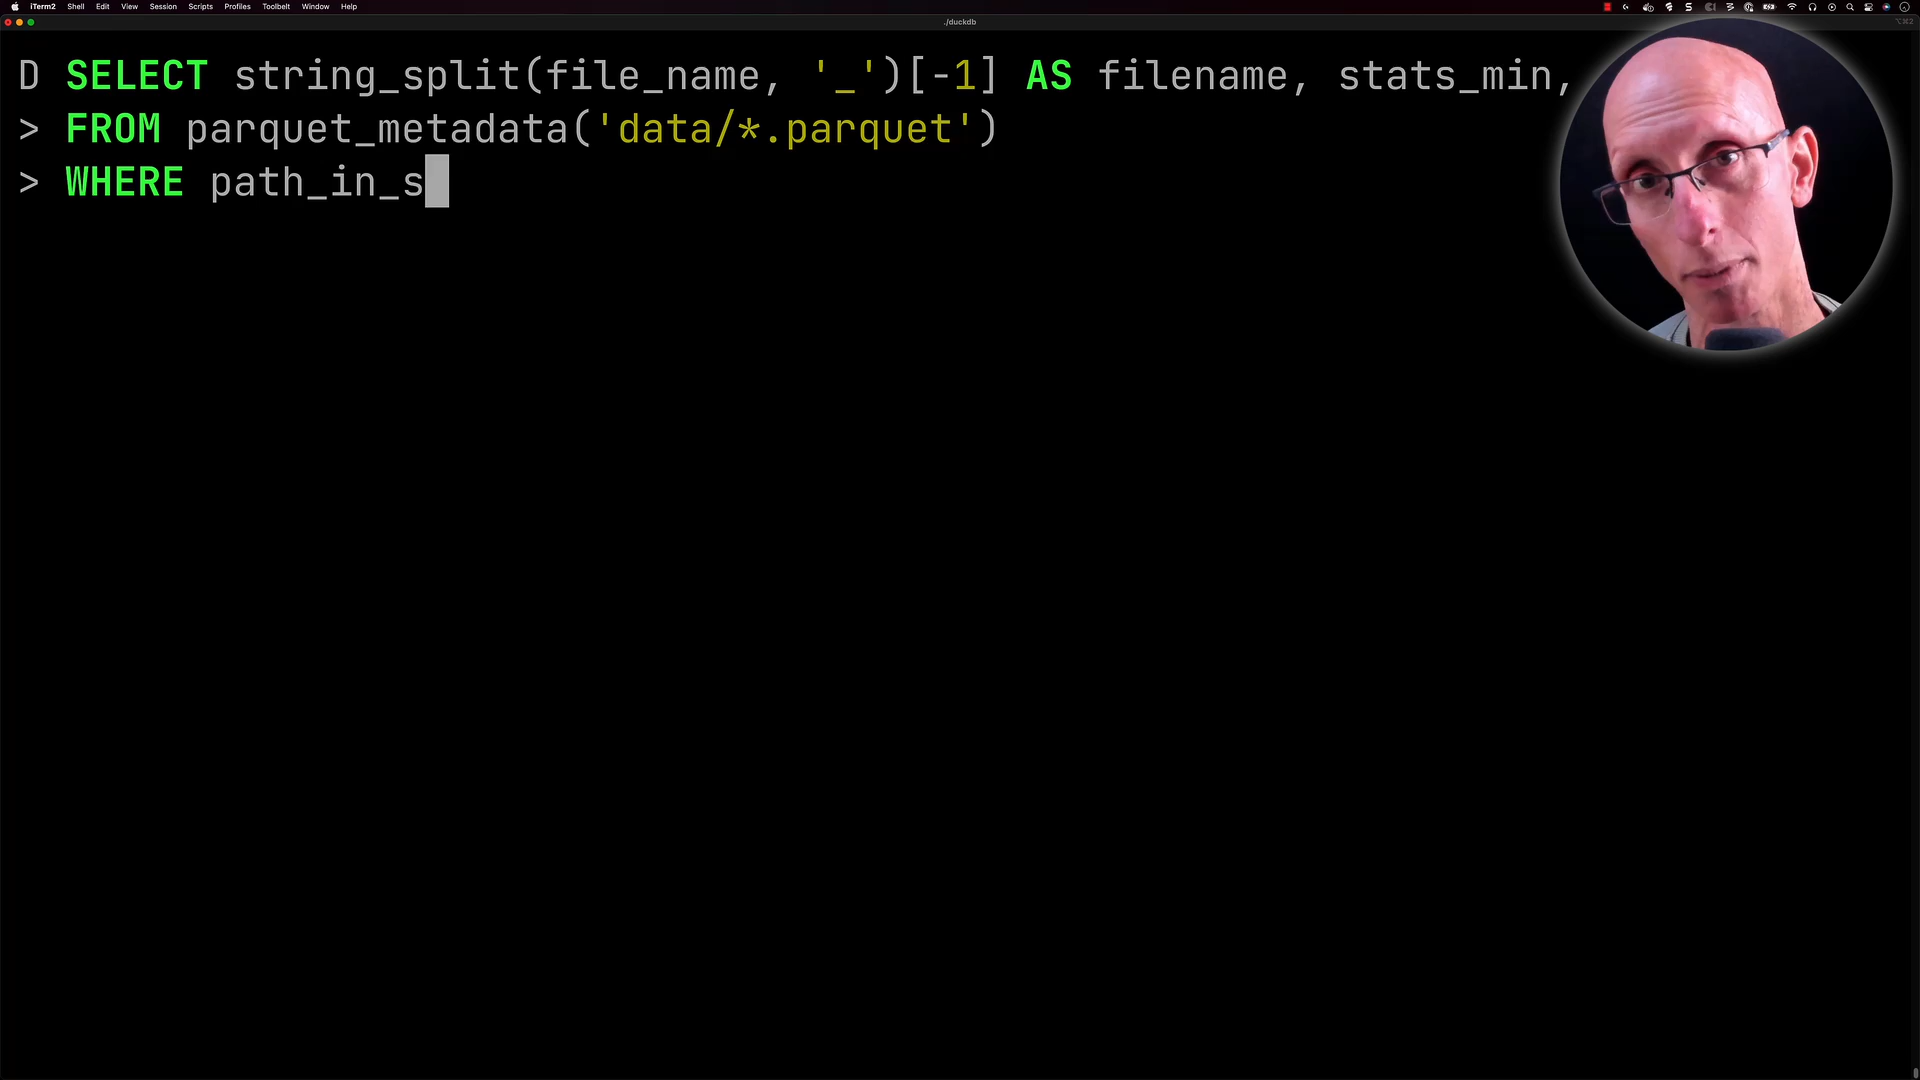 iTerm2 Shell Edit View Session Scripts Profiles Toolbelt Window Help
./duckdb
D SELECT string_split(file_name, '_')[-1] AS filename, stats_min,
> FROM parquet_metadata('data/*.parquet')
> WHERE path_in_s